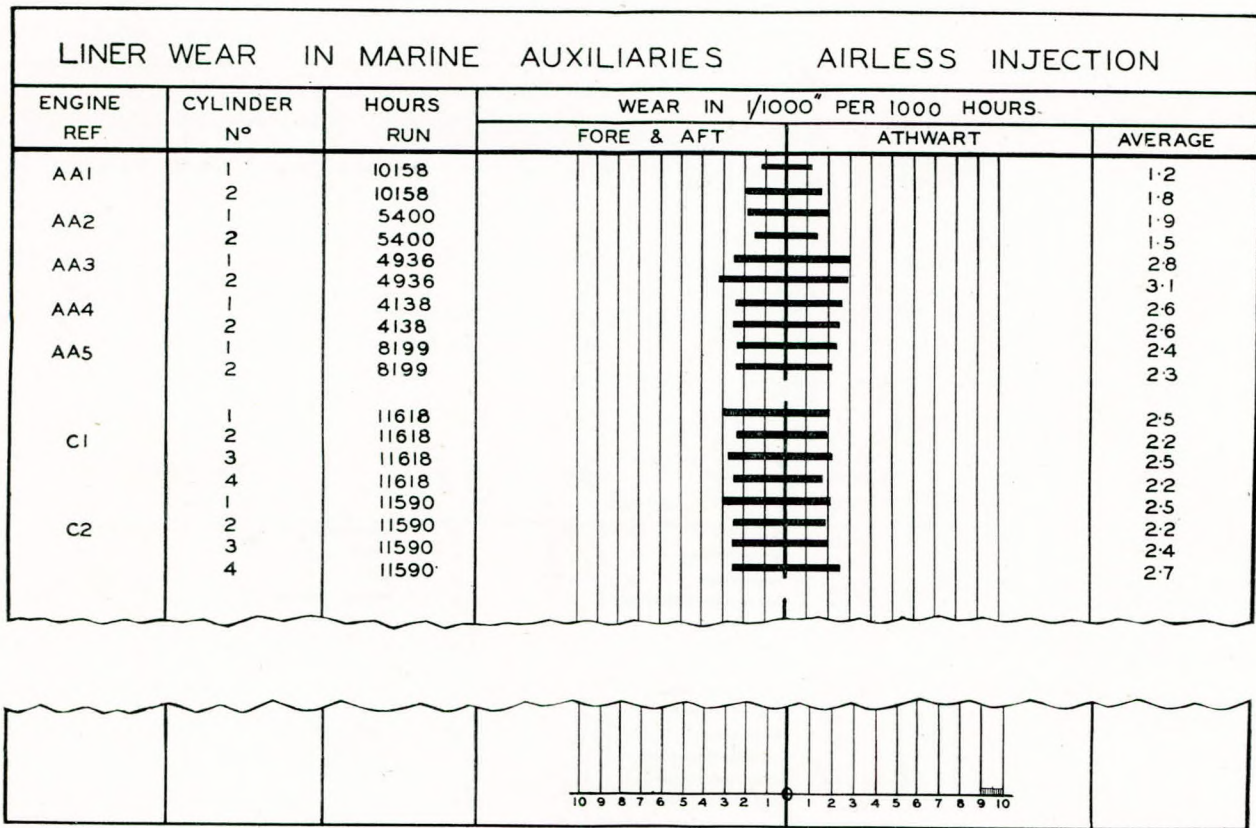 LINER WEAR IN MARINE AUXILIARIES AIRLESS INJECTION
ENGINE REF. CYLINDER Nº HOURS RUN WEAR IN 1/1000" PER 1000 HOURS.
FORE & AFT ATHWART AVERAGE
AA1 1 10158 1·2
2 10158 1·8
AA2 1 5400 1·9
2 5400 1·5
AA3 1 4936 2·8
2 4936 3·1
AA4 1 4138 2·6
2 4138 2·6
AA5 1 8199 2·4
2 8199 2·3
1 11618 2·5
C1 2 11618 2·2
3 11618 2·5
4 11618 2·2
1 11590 2·5
C2 2 11590 2·2
3 11590 2·4
4 11590 2·7
10 9 8 7 6 5 4 3 2 1 0 1 2 3 4 5 6 7 8 9 10